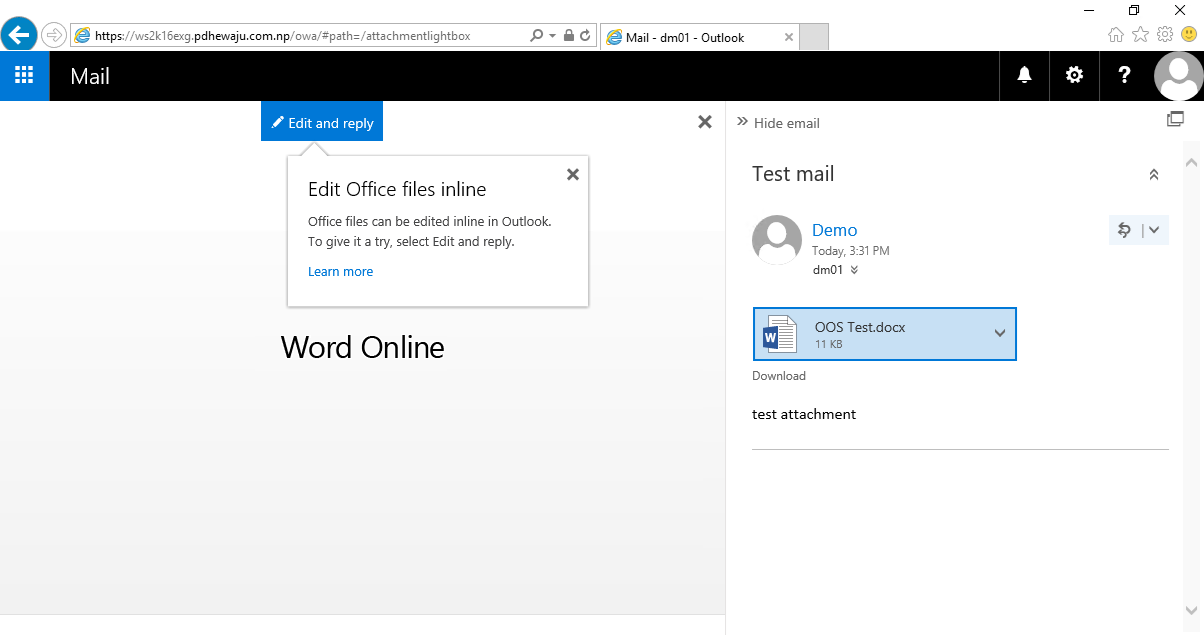 https://ws2k16exg.pdhewaju.com.np/owa/#path=/attachmentlightbox
Mail - dm01 - Outlook
Mail
?
Edit and reply
Hide email
Edit Office files inline
Office files can be edited inline in Outlook.
To give it a try, select Edit and reply.
Learn more
Word Online
Test mail
Demo
Today, 3:31 PM
dm01
W
OOS Test.docx
11 KB
Download
test attachment